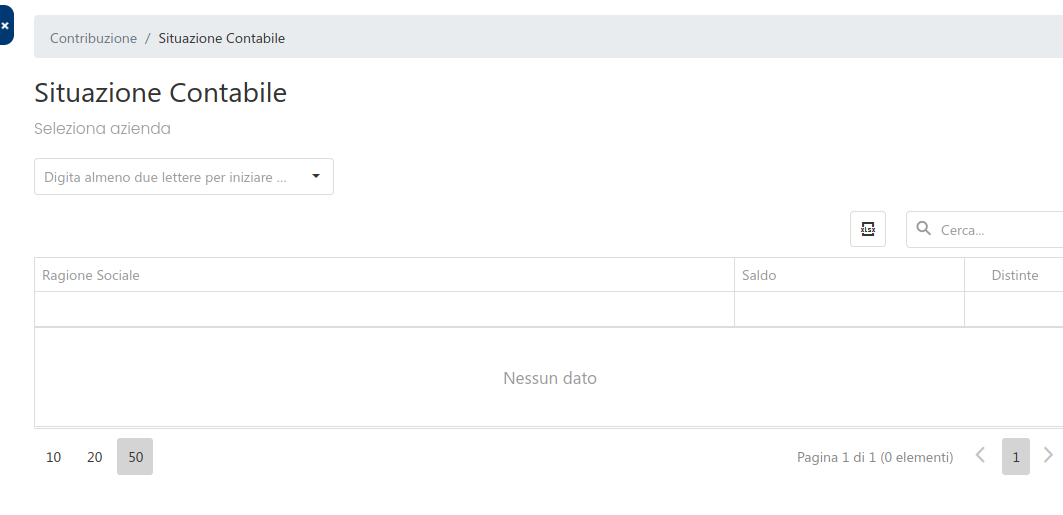 Contribuzione / Situazione Contabile
Situazione Contabile
Seleziona azienda
Digita almeno due lettere per iniziare ...
xlsx Cerca...
Ragione Sociale Saldo Distinte
Nessun dato
10 20 50 Pagina 1 di 1 (0 elementi) 1